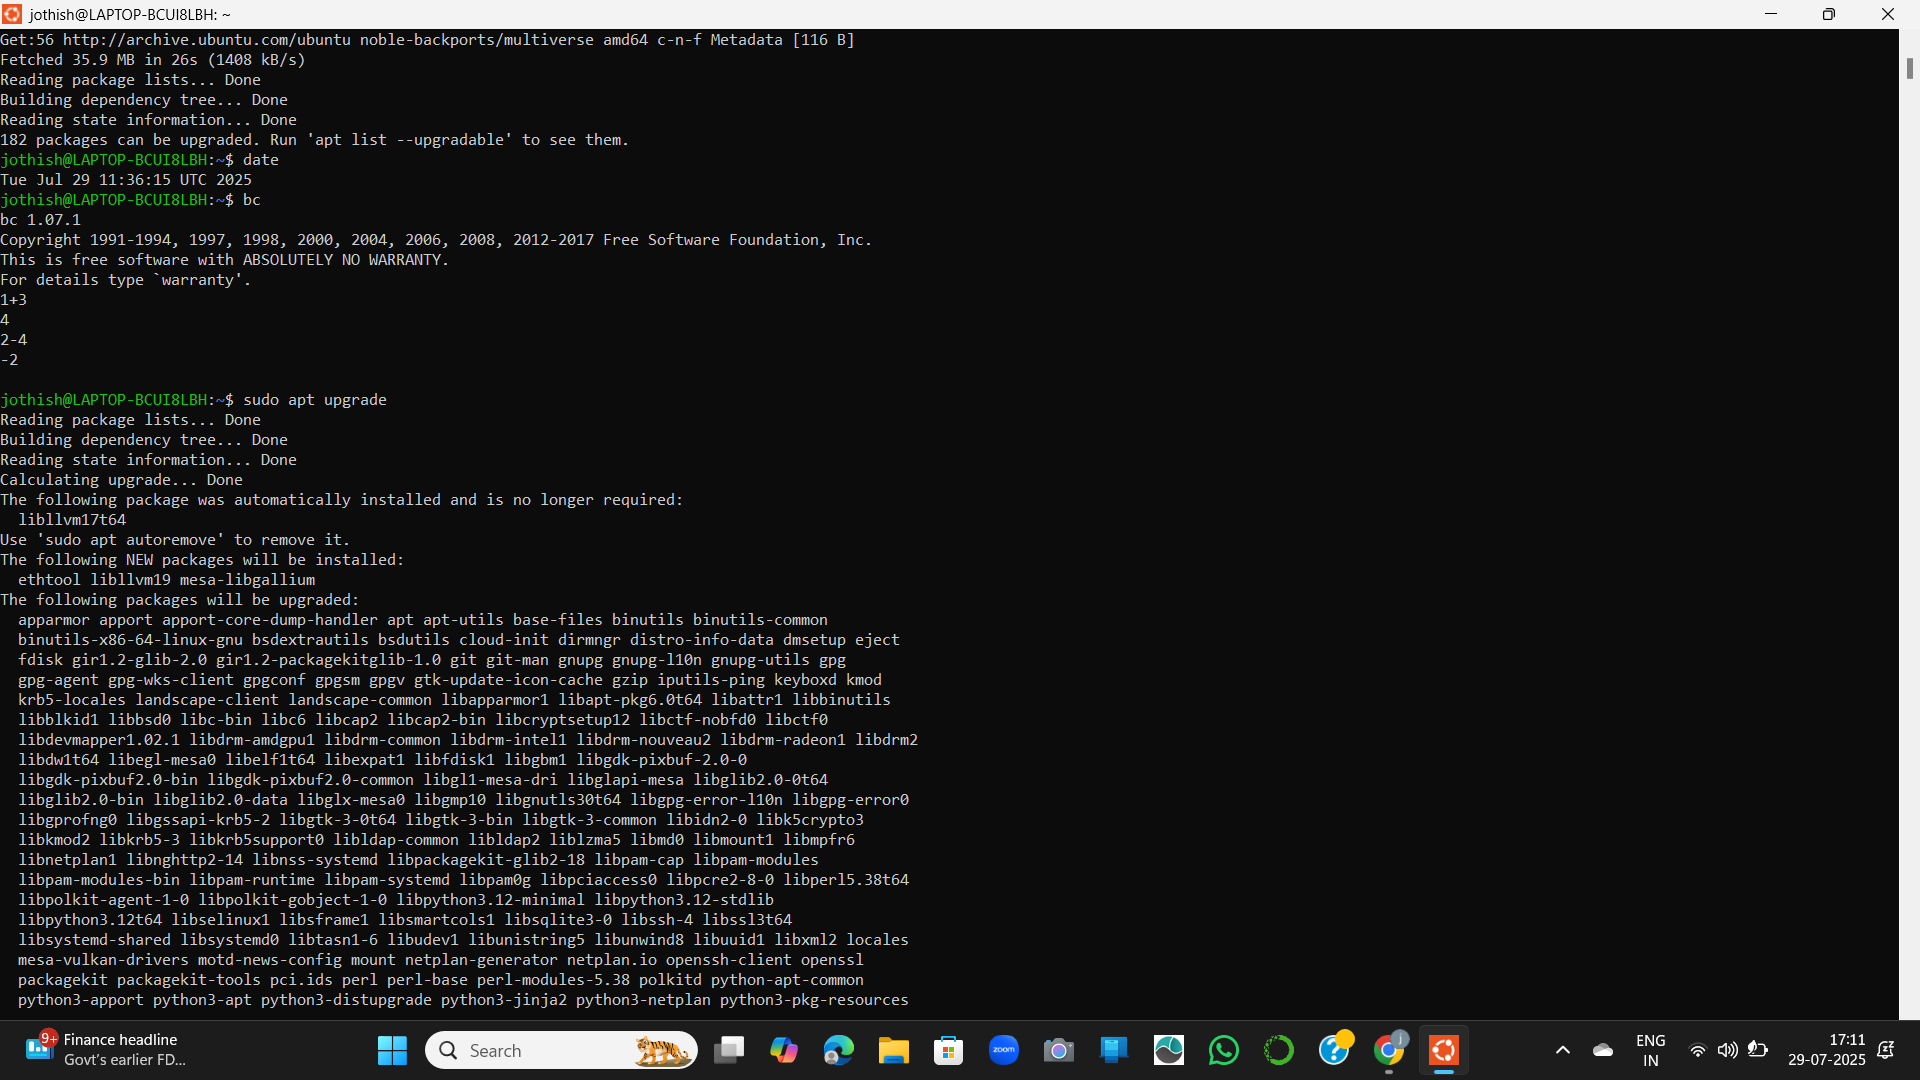 jothish@LAPTOP-BCUI8LBH: ~
Get:56 http://archive.ubuntu.com/ubuntu noble-backports/multiverse amd64 c-n-f Metadata [116 B]
Fetched 35.9 MB in 26s (1408 kB/s)
Reading package lists... Done
Building dependency tree... Done
Reading state information... Done
182 packages can be upgraded. Run 'apt list --upgradable' to see them.
jothish@LAPTOP-BCUI8LBH:~$ date
Tue Jul 29 11:36:15 UTC 2025
jothish@LAPTOP-BCUI8LBH:~$ bc
bc 1.07.1
Copyright 1991-1994, 1997, 1998, 2000, 2004, 2006, 2008, 2012-2017 Free Software Foundation, Inc.
This is free software with ABSOLUTELY NO WARRANTY.
For details type `warranty'.
1+3
4
2-4
-2
jothish@LAPTOP-BCUI8LBH:~$ sudo apt upgrade
Reading package lists... Done
Building dependency tree... Done
Reading state information... Done
Calculating upgrade... Done
The following package was automatically installed and is no longer required:
  libllvm17t64
Use 'sudo apt autoremove' to remove it.
The following NEW packages will be installed:
  ethtool libllvm19 mesa-libgallium
The following packages will be upgraded:
  apparmor apport apport-core-dump-handler apt apt-utils base-files binutils binutils-common
  binutils-x86-64-linux-gnu bsdextrautils bsdutils cloud-init dirmngr distro-info-data dmsetup eject
  fdisk gir1.2-glib-2.0 gir1.2-packagekitglib-1.0 git git-man gnupg gnupg-l10n gnupg-utils gpg
  gpg-agent gpg-wks-client gpgconf gpgsm gpgv gtk-update-icon-cache gzip iputils-ping keyboxd kmod
  krb5-locales landscape-client landscape-common libapparmor1 libapt-pkg6.0t64 libattr1 libbinutils
  libblkid1 libbsd0 libc-bin libc6 libcap2 libcap2-bin libcryptsetup12 libctf-nobfd0 libctf0
  libdevmapper1.02.1 libdrm-amdgpu1 libdrm-common libdrm-intel1 libdrm-nouveau2 libdrm-radeon1 libdrm2
  libdw1t64 libegl-mesa0 libelf1t64 libexpat1 libfdisk1 libgbm1 libgdk-pixbuf-2.0-0
  libgdk-pixbuf2.0-bin libgdk-pixbuf2.0-common libgl1-mesa-dri libglapi-mesa libglib2.0-0t64
  libglib2.0-bin libglib2.0-data libglx-mesa0 libgmp10 libgnutls30t64 libgpg-error-l10n libgpg-error0
  libgprofng0 libgssapi-krb5-2 libgtk-3-0t64 libgtk-3-bin libgtk-3-common libidn2-0 libk5crypto3
  libkmod2 libkrb5-3 libkrb5support0 libldap-common libldap2 liblzma5 libmd0 libmount1 libmpfr6
  libnetplan1 libnghttp2-14 libnss-systemd libpackagekit-glib2-18 libpam-cap libpam-modules
  libpam-modules-bin libpam-runtime libpam-systemd libpam0g libpciaccess0 libpcre2-8-0 libperl5.38t64
  libpolkit-agent-1-0 libpolkit-gobject-1-0 libpython3.12-minimal libpython3.12-stdlib
  libpython3.12t64 libselinux1 libsframe1 libsmartcols1 libsqlite3-0 libssh-4 libssl3t64
  libsystemd-shared libsystemd0 libtasn1-6 libudev1 libunistring5 libunwind8 libuuid1 libxml2 locales
  mesa-vulkan-drivers motd-news-config mount netplan-generator netplan.io openssh-client openssl
  packagekit packagekit-tools pci.ids perl perl-base perl-modules-5.38 polkitd python-apt-common
  python3-apport python3-apt python3-distupgrade python3-jinja2 python3-netplan python3-pkg-resources
9+
Finance headline
Govt's earlier FD...
Search
zoom
j
ENG
IN
17:11
29-07-2025